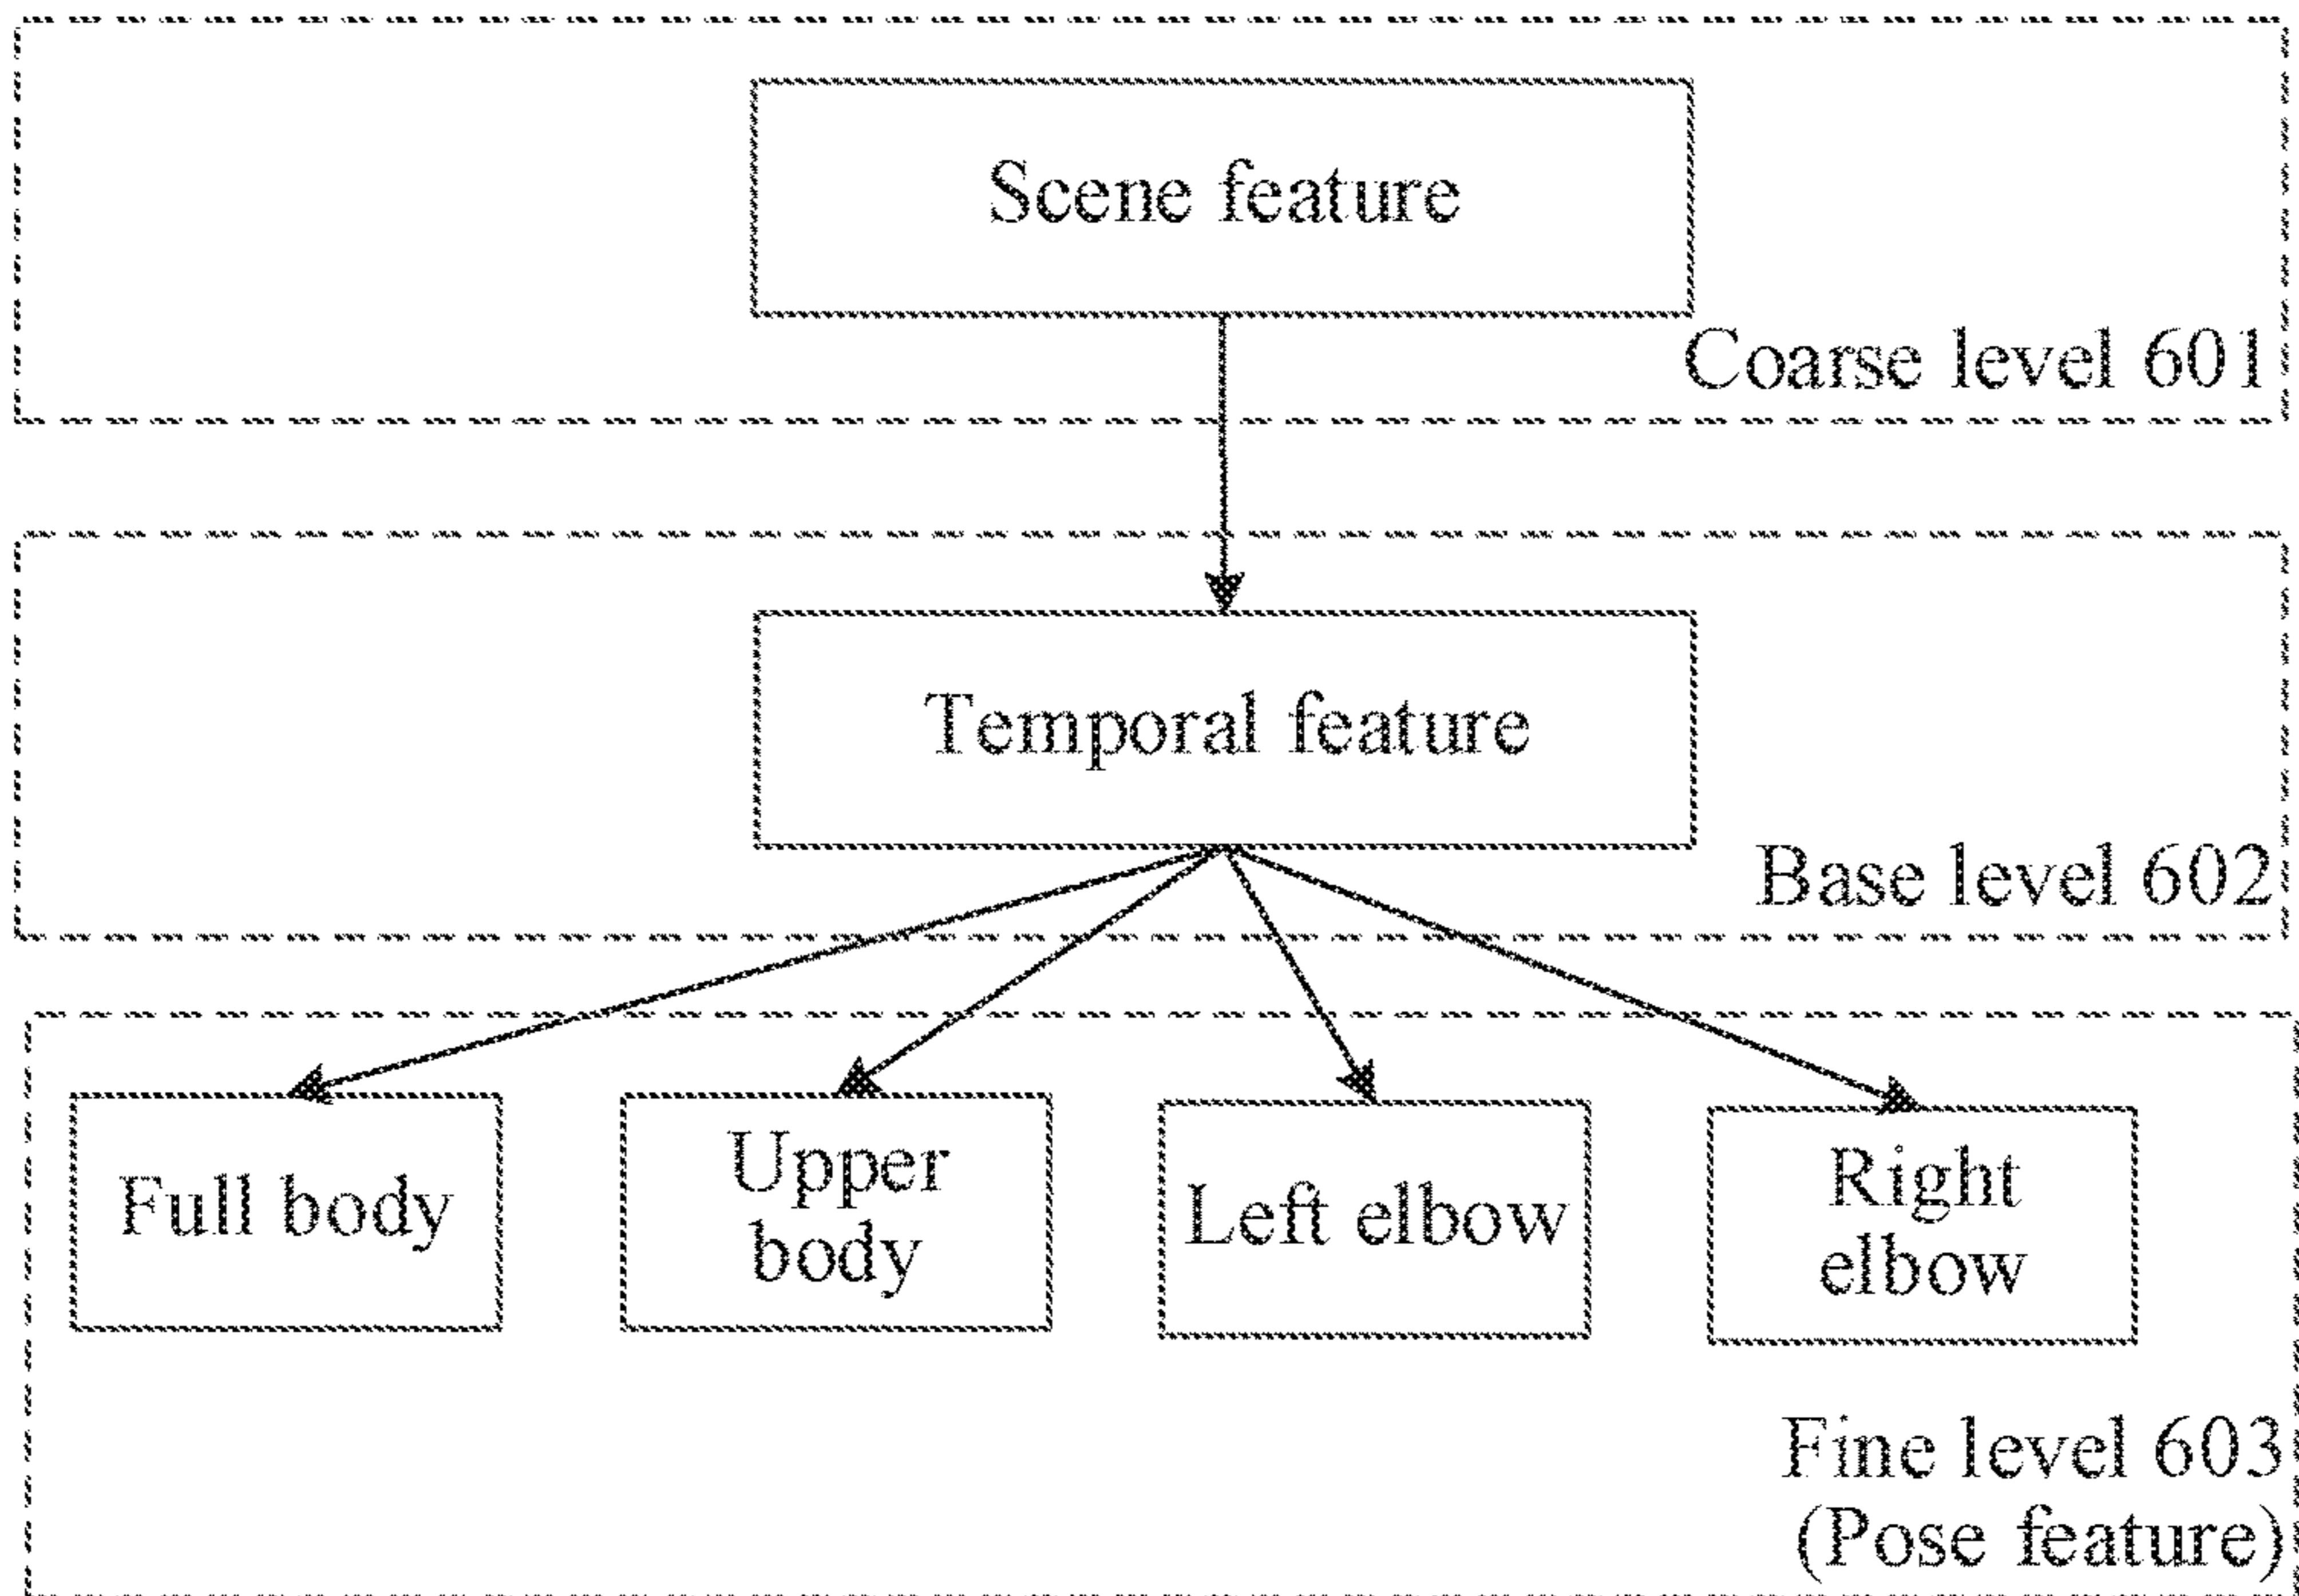 Scene feature
Coarse level 601
Temporal feature
Base level 602
Full body
Upper
body
Left elbow
Right
elbow
Fine level 603
(Pose feature)